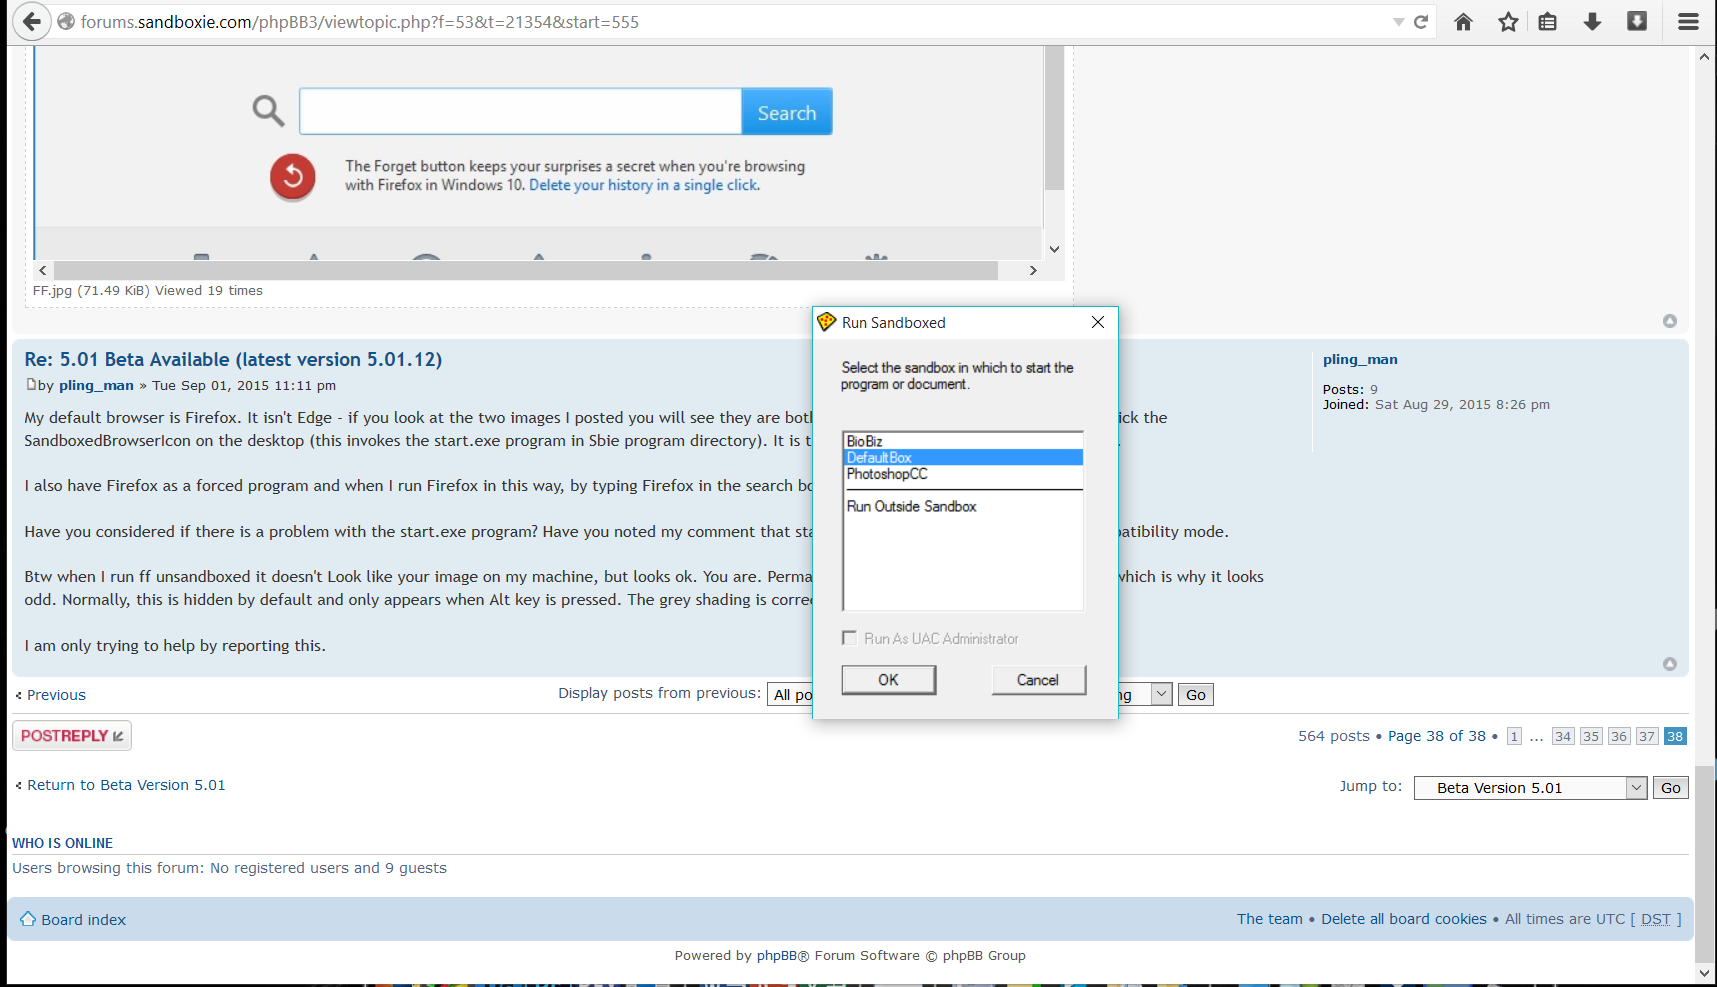 forums.sandboxie.com/phpBB3/viewtopic.php?f=53&t=21354&start=555
Search
The Forget button keeps your surprises a secret when you're browsing
with Firefox in Windows 10. Delete your history in a single click.
FF.jpg (71.49 KiB) Viewed 19 times
Run Sandboxed
Select the sandbox in which to start the
program or document.
BioBiz
DefaultBox
PhotoshopCC
Run Outside Sandbox
Run As UAC Administrator
OK
Cancel
Re: 5.01 Beta Available (latest version 5.01.12)
by pling_man » Tue Sep 01, 2015 11:11 pm
pling_man
Posts: 9
Joined: Sat Aug 29, 2015 8:26 pm
My default browser is Firefox. It isn't Edge - if you look at the two images I posted you will see they are bot ick the
SandboxedBrowserIcon on the desktop (this invokes the start.exe program in Sbie program directory). It is t
I also have Firefox as a forced program and when I run Firefox in this way, by typing Firefox in the search bo
Have you considered if there is a problem with the start.exe program? Have you noted my comment that sta patibility mode.
Btw when I run ff unsandboxed it doesn't Look like your image on my machine, but looks ok. You are. Perma which is why it looks
odd. Normally, this is hidden by default and only appears when Alt key is pressed. The grey shading is corre
I am only trying to help by reporting this.
Previous
Display posts from previous: All po ng Go
POSTREPLY
564 posts • Page 38 of 38 • 1 ... 34 35 36 37 38
Return to Beta Version 5.01
Jump to: Beta Version 5.01 Go
WHO IS ONLINE
Users browsing this forum: No registered users and 9 guests
Board index
The team • Delete all board cookies • All times are UTC [ DST ]
Powered by phpBB® Forum Software © phpBB Group